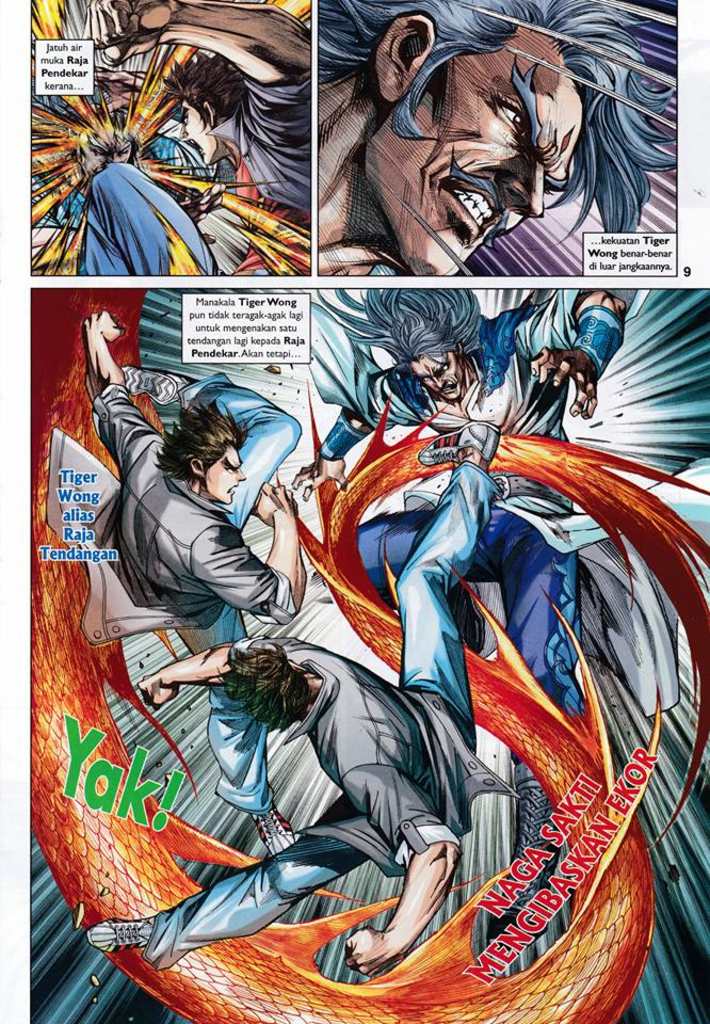 Jatuh air
muka Raja
Pendekar
kerana...
...kekuatan Tiger
Wong benar-benar
di luar jangkaannya.
9
Manakala Tiger Wong
pun tidak teragak-agak lagi
untuk mengenakan satu
tendangan lagi kepada Raja
Pendekar. Akan tetapi...
Tiger
Wong
alias
Raja
Tendangan
Yak!
NAGA SAKTI
MENGIBASKAN EKOR